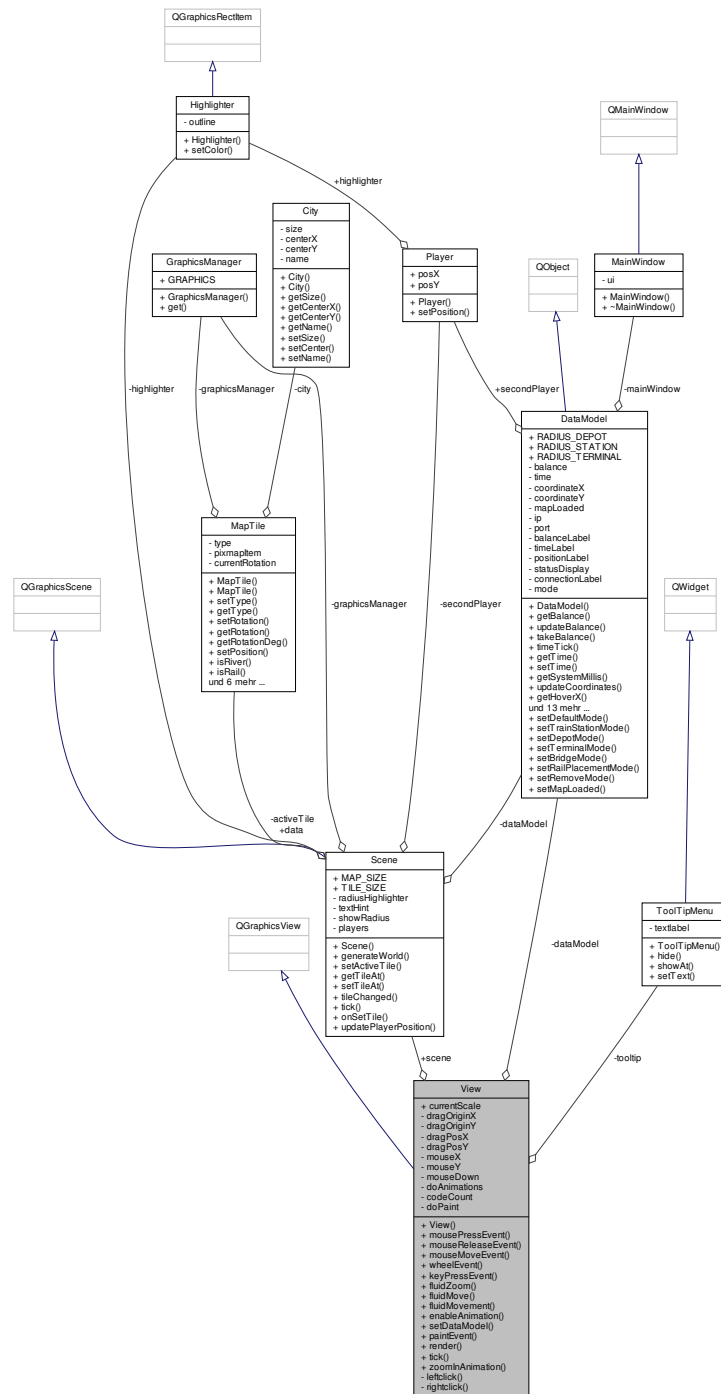 QGraphicsRectItem
Highlighter
- outline
+ Highlighter()
+ setColor()
QMainWindow
+highlighter
City
- size
- centerX
- centerY
- name
+ City()
+ City()
+ getSize()
+ getCenterX()
+ getCenterY()
+ getName()
+ setSize()
+ setCenter()
+ setName()
GraphicsManager
+ GRAPHICS
+ GraphicsManager()
+ get()
Player
+ posX
+ posY
+ Player()
+ setPosition()
QObject
MainWindow
- ui
+ MainWindow()
+ ~MainWindow()
-highlighter
-graphicsManager
-city
+secondPlayer
-mainWindow
DataModel
+ RADIUS_DEPOT
+ RADIUS_STATION
+ RADIUS_TERMINAL
- balance
- time
- coordinateX
- coordinateY
- mapLoaded
- ip
- port
- balanceLabel
- timeLabel
- positionLabel
- statusDisplay
- connectionLabel
- mode
+ DataModel()
+ getBalance()
+ updateBalance()
+ takeBalance()
+ timeTick()
+ getTime()
+ setTime()
+ getSystemMillis()
+ updateCoordinates()
+ getHoverX()
und 13 mehr ...
+ setDefaultMode()
+ setTrainStationMode()
+ setDepotMode()
+ setTerminalMode()
+ setBridgeMode()
+ setRailPlacementMode()
+ setRemoveMode()
+ setMapLoaded()
MapTile
- type
- pixmapItem
- currentRotation
+ MapTile()
+ MapTile()
+ setType()
+ getType()
+ setRotation()
+ getRotation()
+ getRotationDeg()
+ setPosition()
+ isRiver()
+ isRail()
und 6 mehr ...
QGraphicsScene
-graphicsManager
-secondPlayer
QWidget
-activeTile
+data
-dataModel
Scene
+ MAP_SIZE
+ TILE_SIZE
- radiusHighlighter
- textHint
- showRadius
- players
+ Scene()
+ generateWorld()
+ setActiveTile()
+ getTileAt()
+ setTileAt()
+ tileChanged()
+ tick()
+ onSetTile()
+ updatePlayerPosition()
QGraphicsView
-dataModel
ToolTipMenu
- textlabel
+ ToolTipMenu()
+ hide()
+ showAt()
+ setText()
+scene
-tooltip
View
+ currentScale
- dragOriginX
- dragOriginY
- dragPosX
- dragPosY
- mouseX
- mouseY
- mouseDown
- doAnimations
- codeCount
- doPaint
+ View()
+ mousePressEvent()
+ mouseReleaseEvent()
+ mouseMoveEvent()
+ wheelEvent()
+ keyPressEvent()
+ fluidZoom()
+ fluidMove()
+ fluidMovement()
+ enableAnimation()
+ setDataModel()
+ paintEvent()
+ render()
+ tick()
+ zoomInAnimation()
- leftclick()
- rightclick()